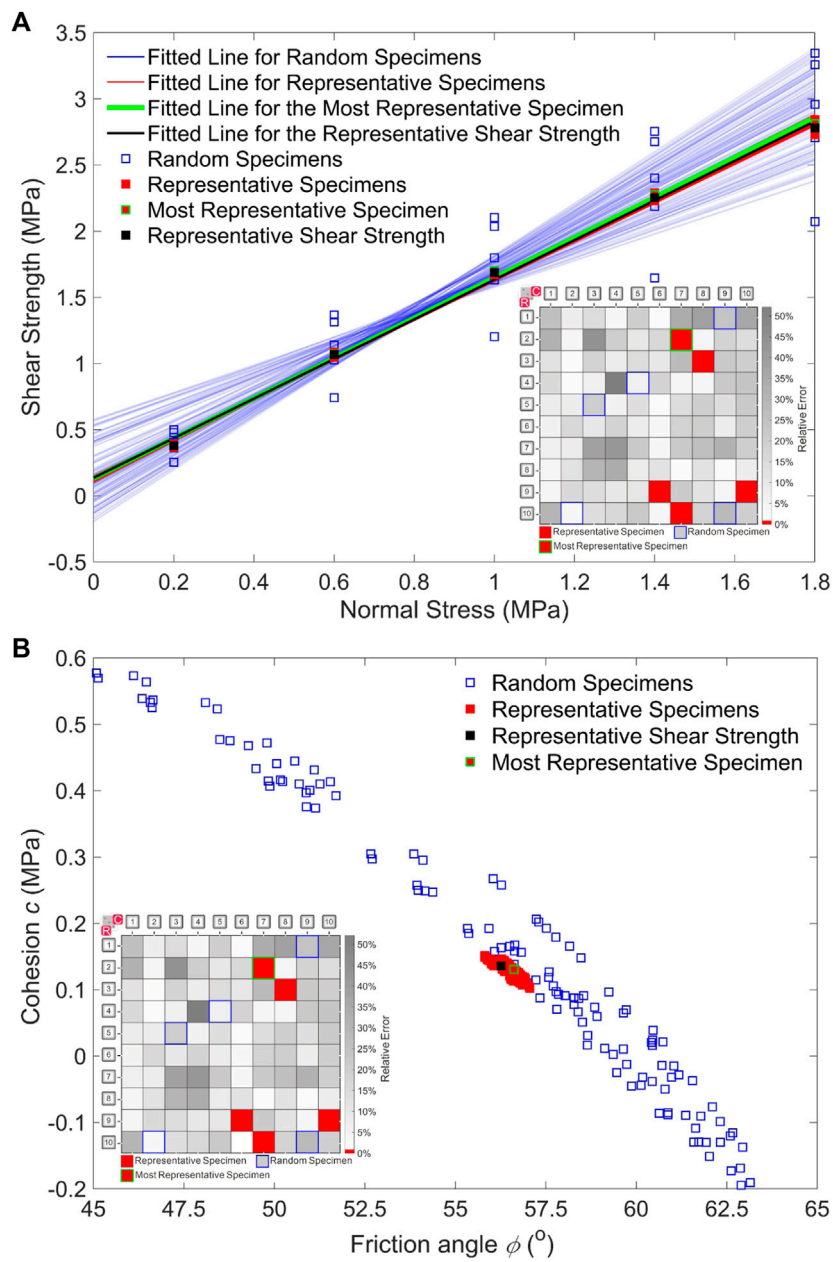 A
3.5
3
2.5
2
1.5
1
0.5
0
-0.5
Shear Strength (MPa)
Fitted Line for Random Specimens
Fitted Line for Representative Specimens
Fitted Line for the Most Representative Specimen
Fitted Line for the Representative Shear Strength
Random Specimens
Representative Specimens
Most Representative Specimen
Representative Shear Strength
C
R
1 2 3 4 5 6 7 8 9 10
1
2
3
4
5
6
7
8
9
10
50%
45%
40%
35%
30%
25%
20%
15%
10%
5%
0%
Relative Error
Representative Specimen Random Specimen
Most Representative Specimen
0 0.2 0.4 0.6 0.8 1 1.2 1.4 1.6 1.8
Normal Stress (MPa)
B
0.6
0.5
0.4
0.3
0.2
0.1
0
-0.1
-0.2
Cohesion c (MPa)
Random Specimens
Representative Specimens
Representative Shear Strength
Most Representative Specimen
C
R
1 2 3 4 5 6 7 8 9 10
1
2
3
4
5
6
7
8
9
10
50%
45%
40%
35%
30%
25%
20%
15%
10%
5%
0%
Relative Error
Representative Specimen Random Specimen
Most Representative Specimen
45 47.5 50 52.5 55 57.5 60 62.5 65
Friction angle ϕ (º)